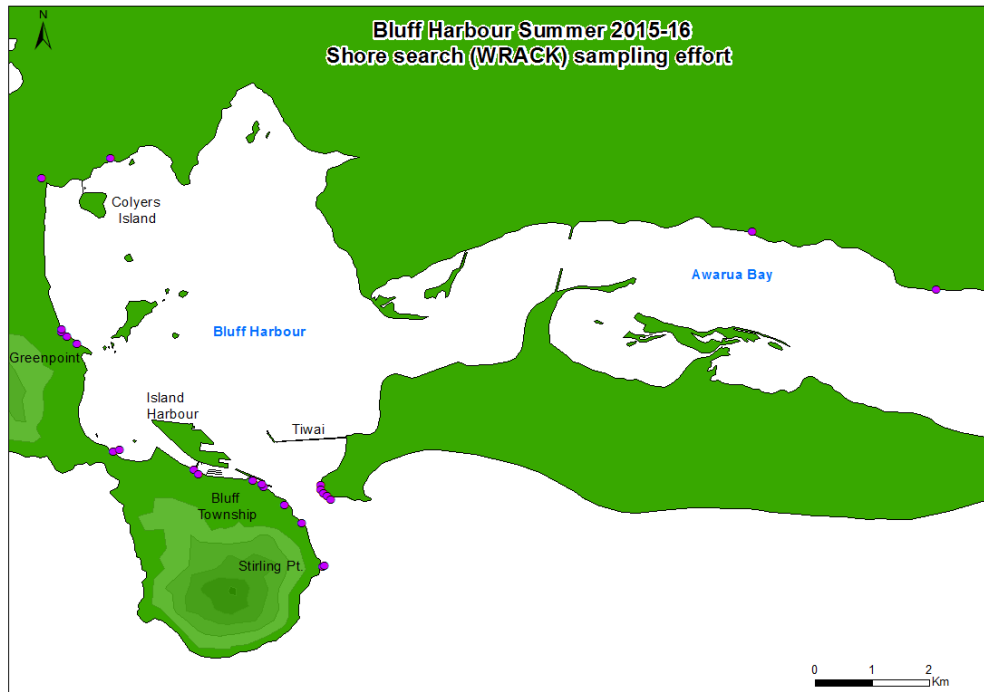 Bluff Harbour Summer 2015-16
Shore search (WRACK) sampling effort
N
Colyers
Island
Awarua Bay
Bluff Harbour
Greenpoint
Island
Harbour
Tiwai
Bluff
Township
Stirling Pt.
0 1 2
Km